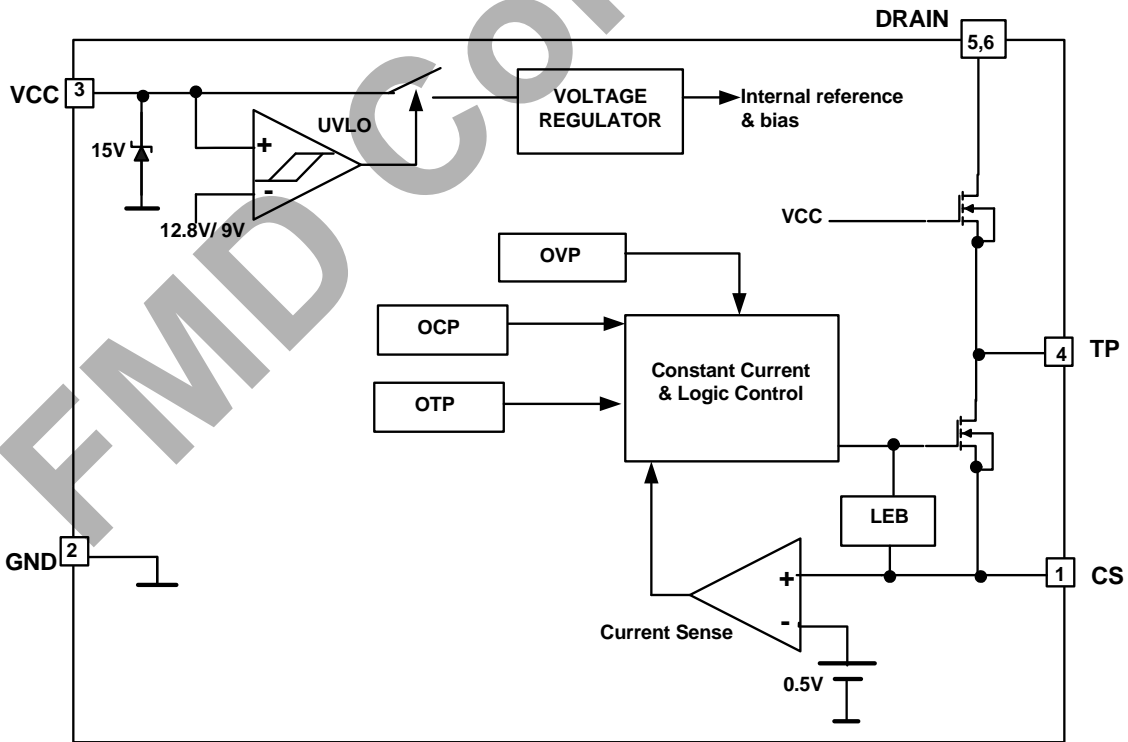 DRAIN
5,6
VCC
3
15V
UVLO
+
-
12.8V/ 9V
VOLTAGE
REGULATOR
Internal reference
& bias
VCC
OVP
OCP
OTP
Constant Current
& Logic Control
4
TP
LEB
GND
2
1
CS
+
-
Current Sense
0.5V
FMD Con